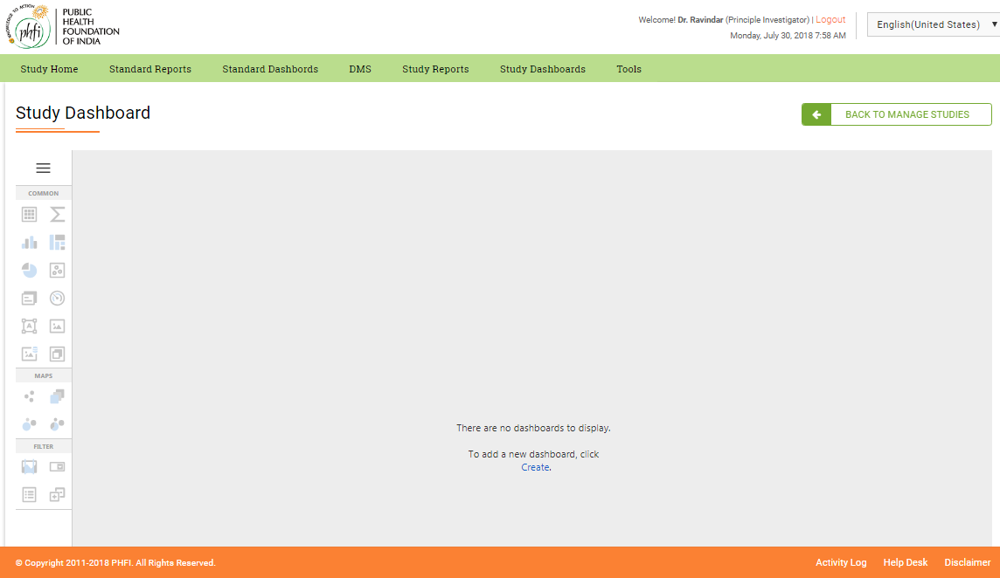 KNOWLEDGE TO ACTION
phfi
PUBLIC
HEALTH
FOUNDATION
OF INDIA
Welcome! Dr. Ravindar (Principle Investigator) | Logout
Monday, July 30, 2018 7:58 AM
English(United States)
Study Home Standard Reports Standard Dashbords DMS Study Reports Study Dashboards Tools
Study Dashboard
BACK TO MANAGE STUDIES
COMMON
A
MAPS
FILTER
There are no dashboards to display.
To add a new dashboard, click
Create.
© Copyright 2011-2018 PHFI. All Rights Reserved.
Activity Log Help Desk Disclaimer